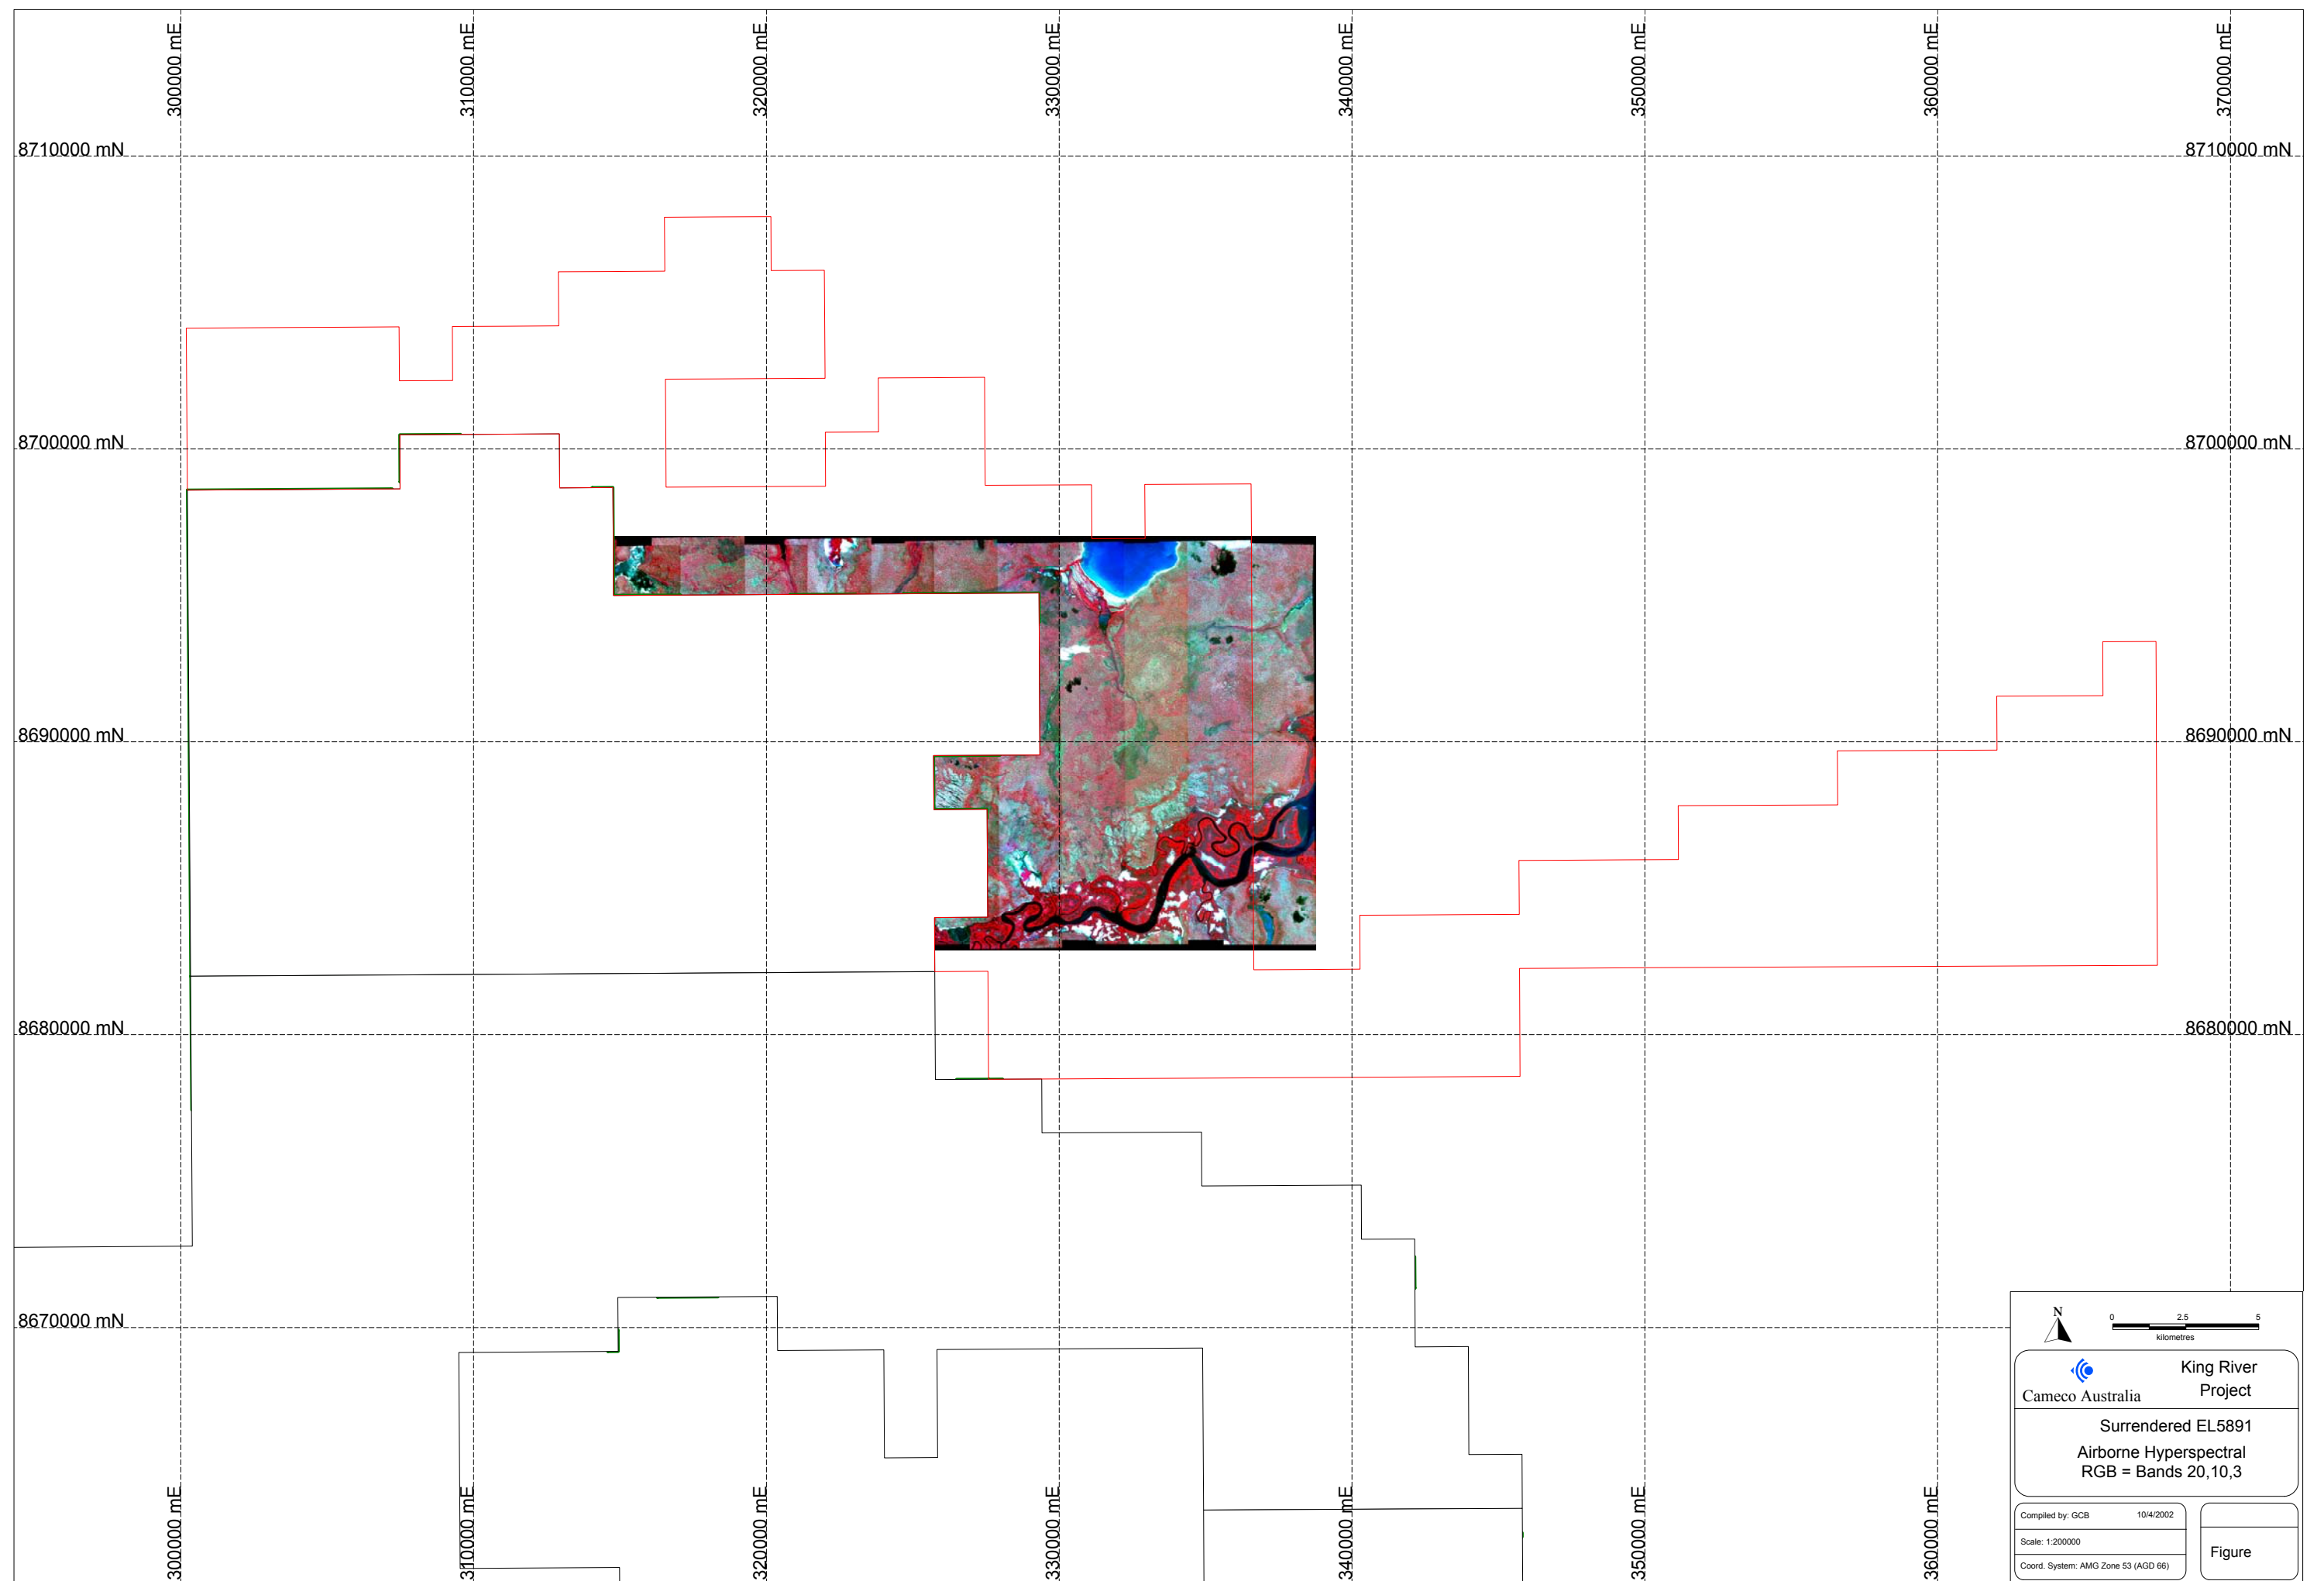 300000 mE
310000 mE
320000 mE
330000 mE
340000 mE
350000 mE
360000 mE
370000 mE
8710000 mN
8710000 mN
8700000 mN
8700000 mN
8690000 mN
8690000 mN
8680000 mN
8680000 mN
8670000 mN
300000 mE
310000 mE
320000 mE
330000 mE
340000 mE
350000 mE
360000 mE
N
0 2.5 5
kilometres
Cameco Australia
King River
Project
Surrendered EL5891
Airborne Hyperspectral
RGB = Bands 20,10,3
Compiled by: GCB 10/4/2002
Scale: 1:200000
Coord. System: AMG Zone 53 (AGD 66)
Figure